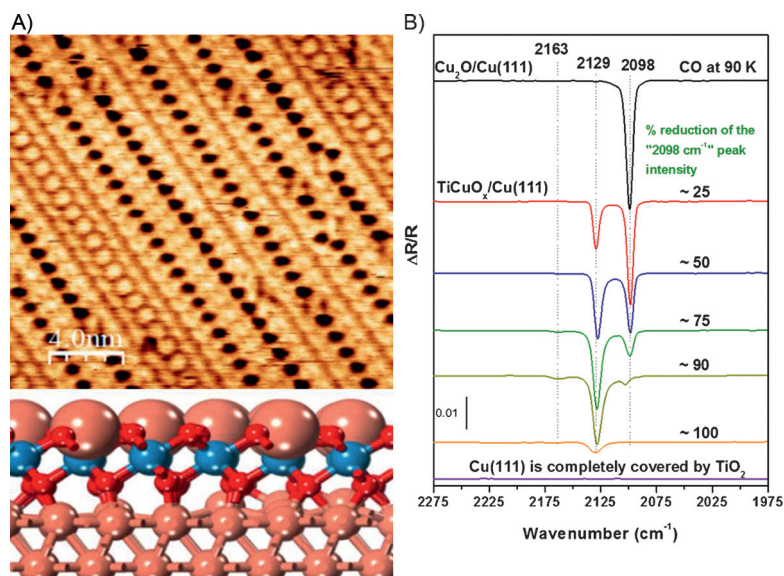 A)
4.0nm
B)
2163
2129
2098
Cu₂O/Cu(111)
CO at 90 K
% reduction of the
"2098 cm⁻¹" peak
intensity
TiCuOₓ/Cu(111)
~ 25
~ 50
~ 75
~ 90
0.01
~ 100
Cu(111) is completely covered by TiO₂
ΔR/R
2275 2225 2175 2125 2075 2025 1975
Wavenumber (cm⁻¹)